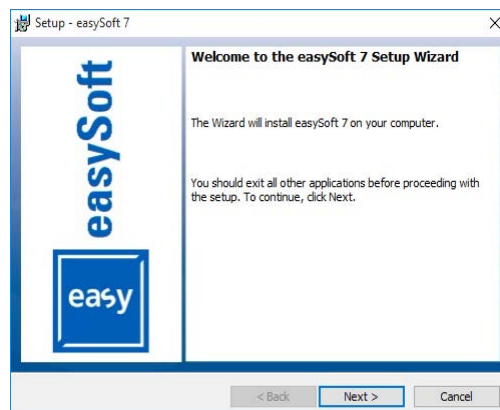 Setup - easySoft 7
easySoft
easy
Welcome to the easySoft 7 Setup Wizard
The Wizard will install easySoft 7 on your computer.
You should exit all other applications before proceeding with
the setup. To continue, click Next.
< Back Next > Cancel